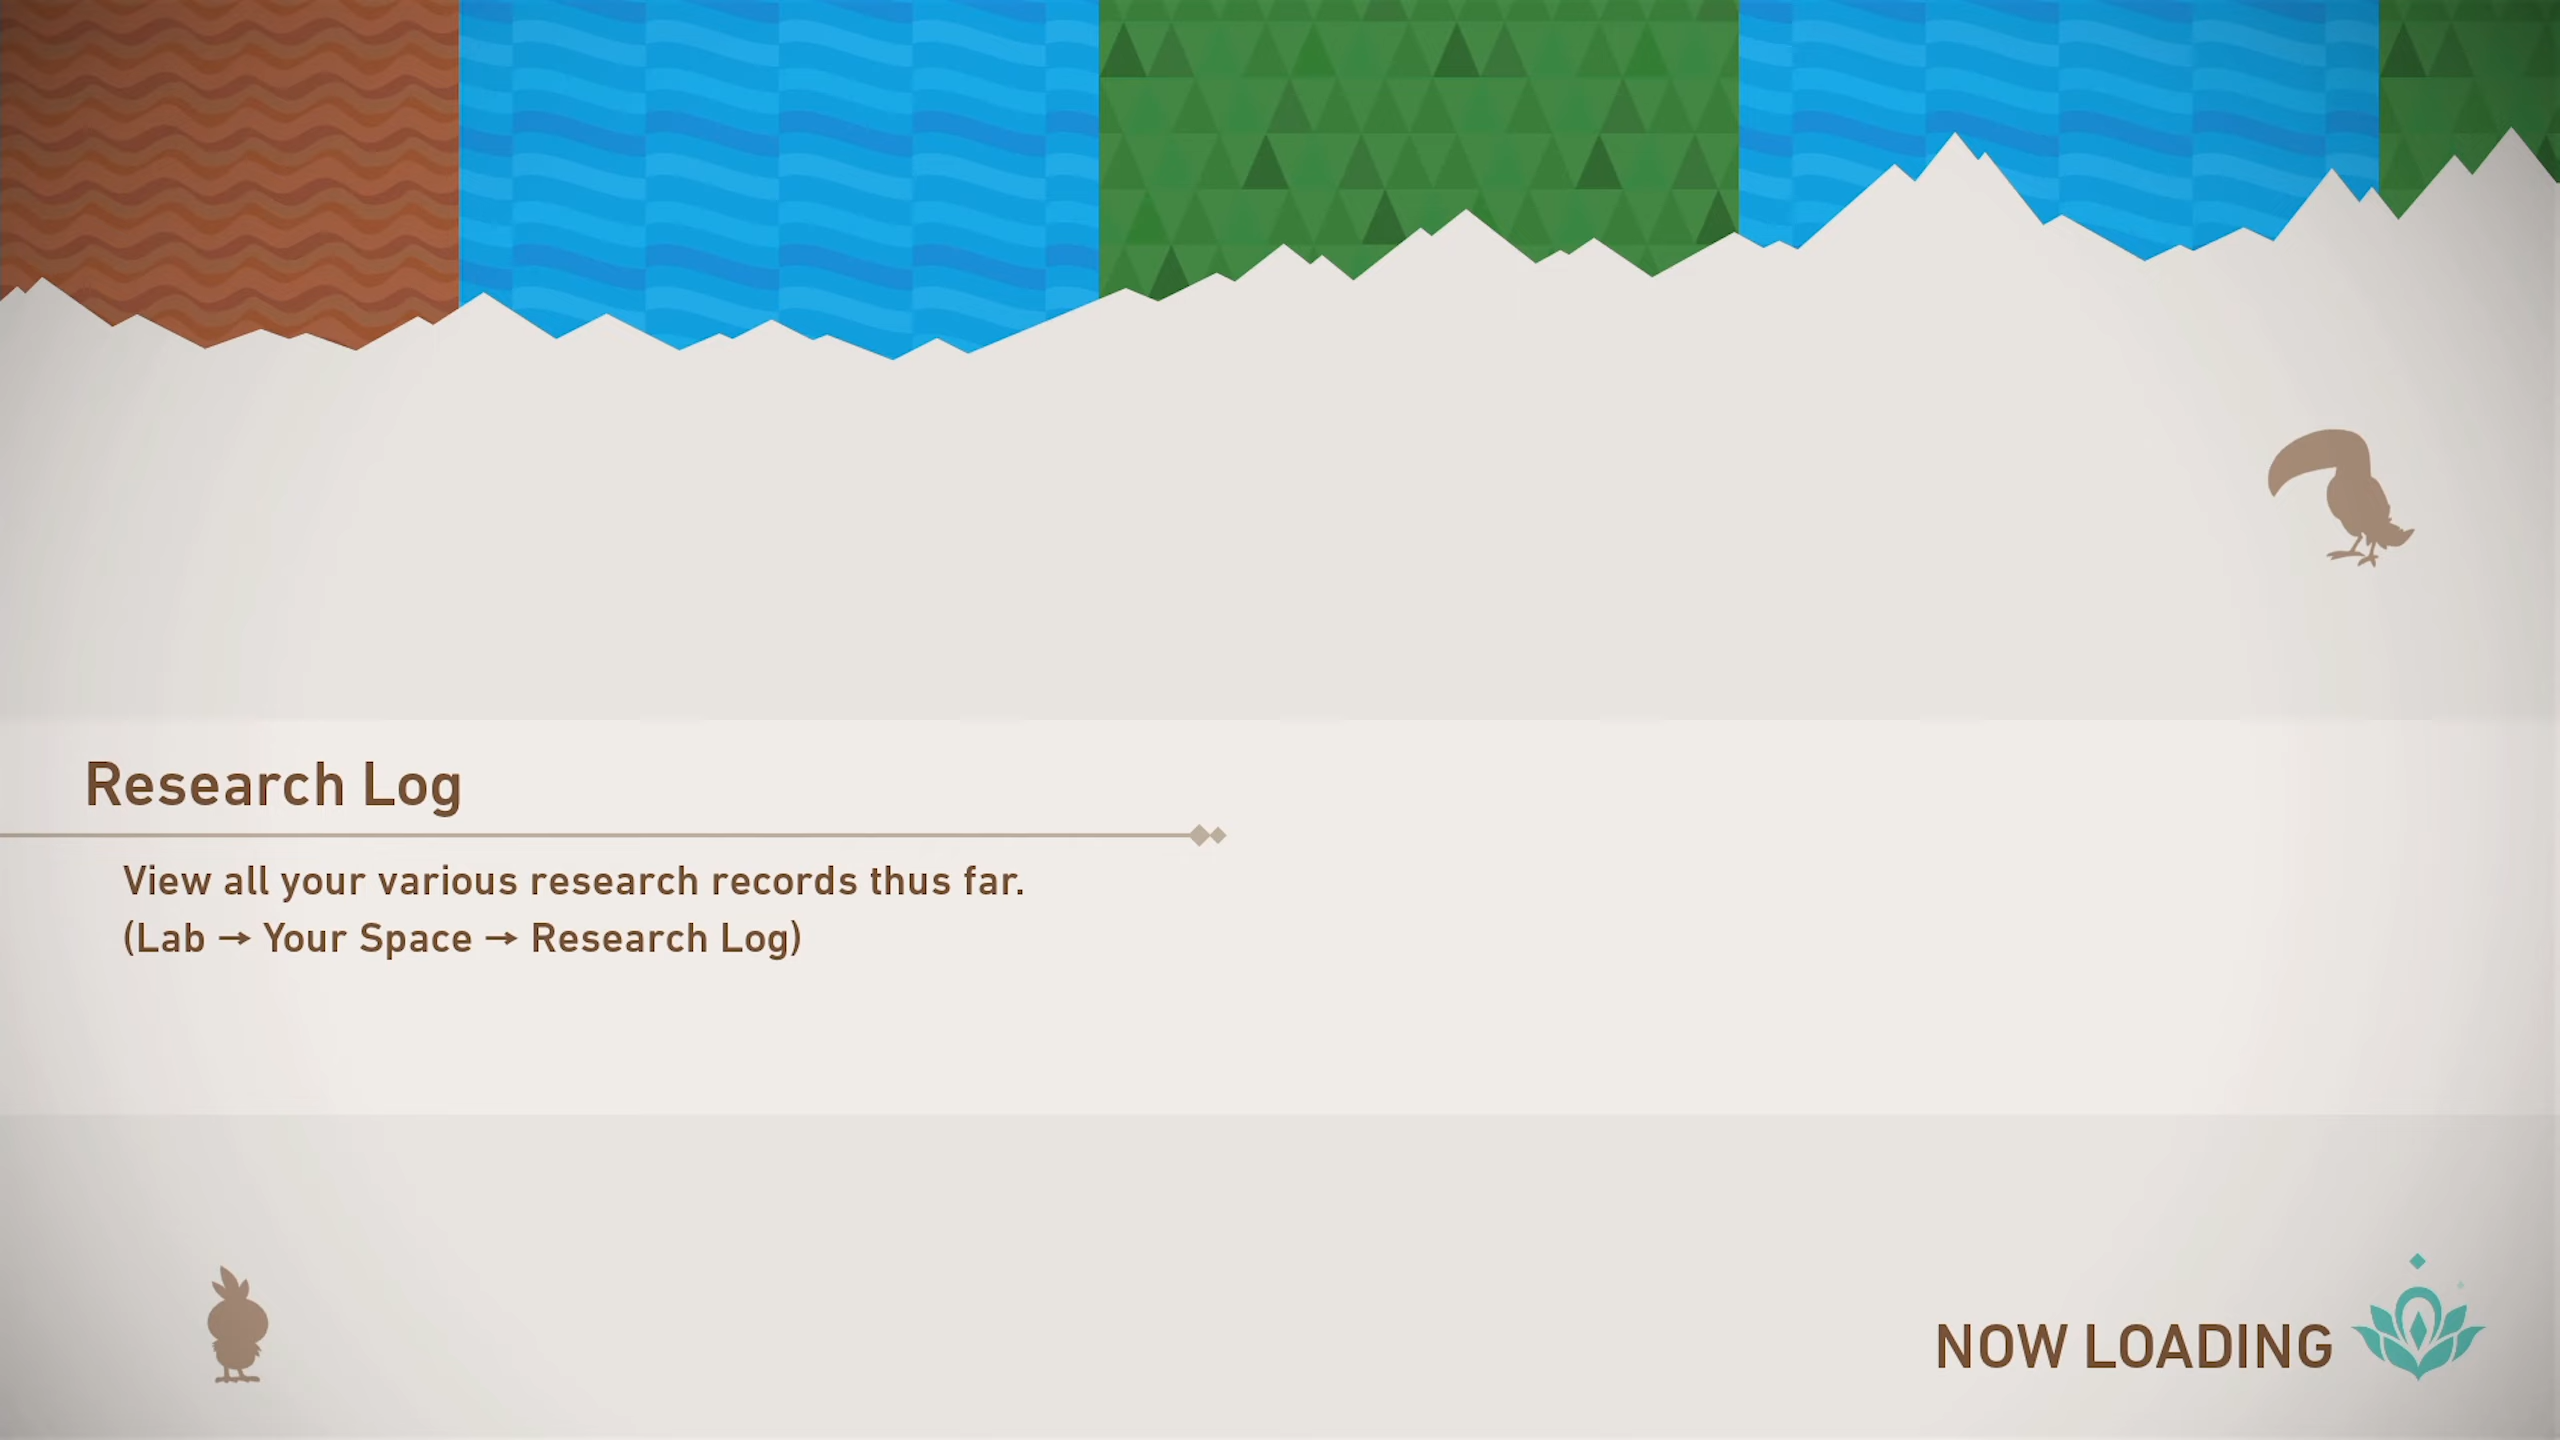 Research Log
View all your various research records thus far.
(Lab → Your Space → Research Log)
NOW LOADING